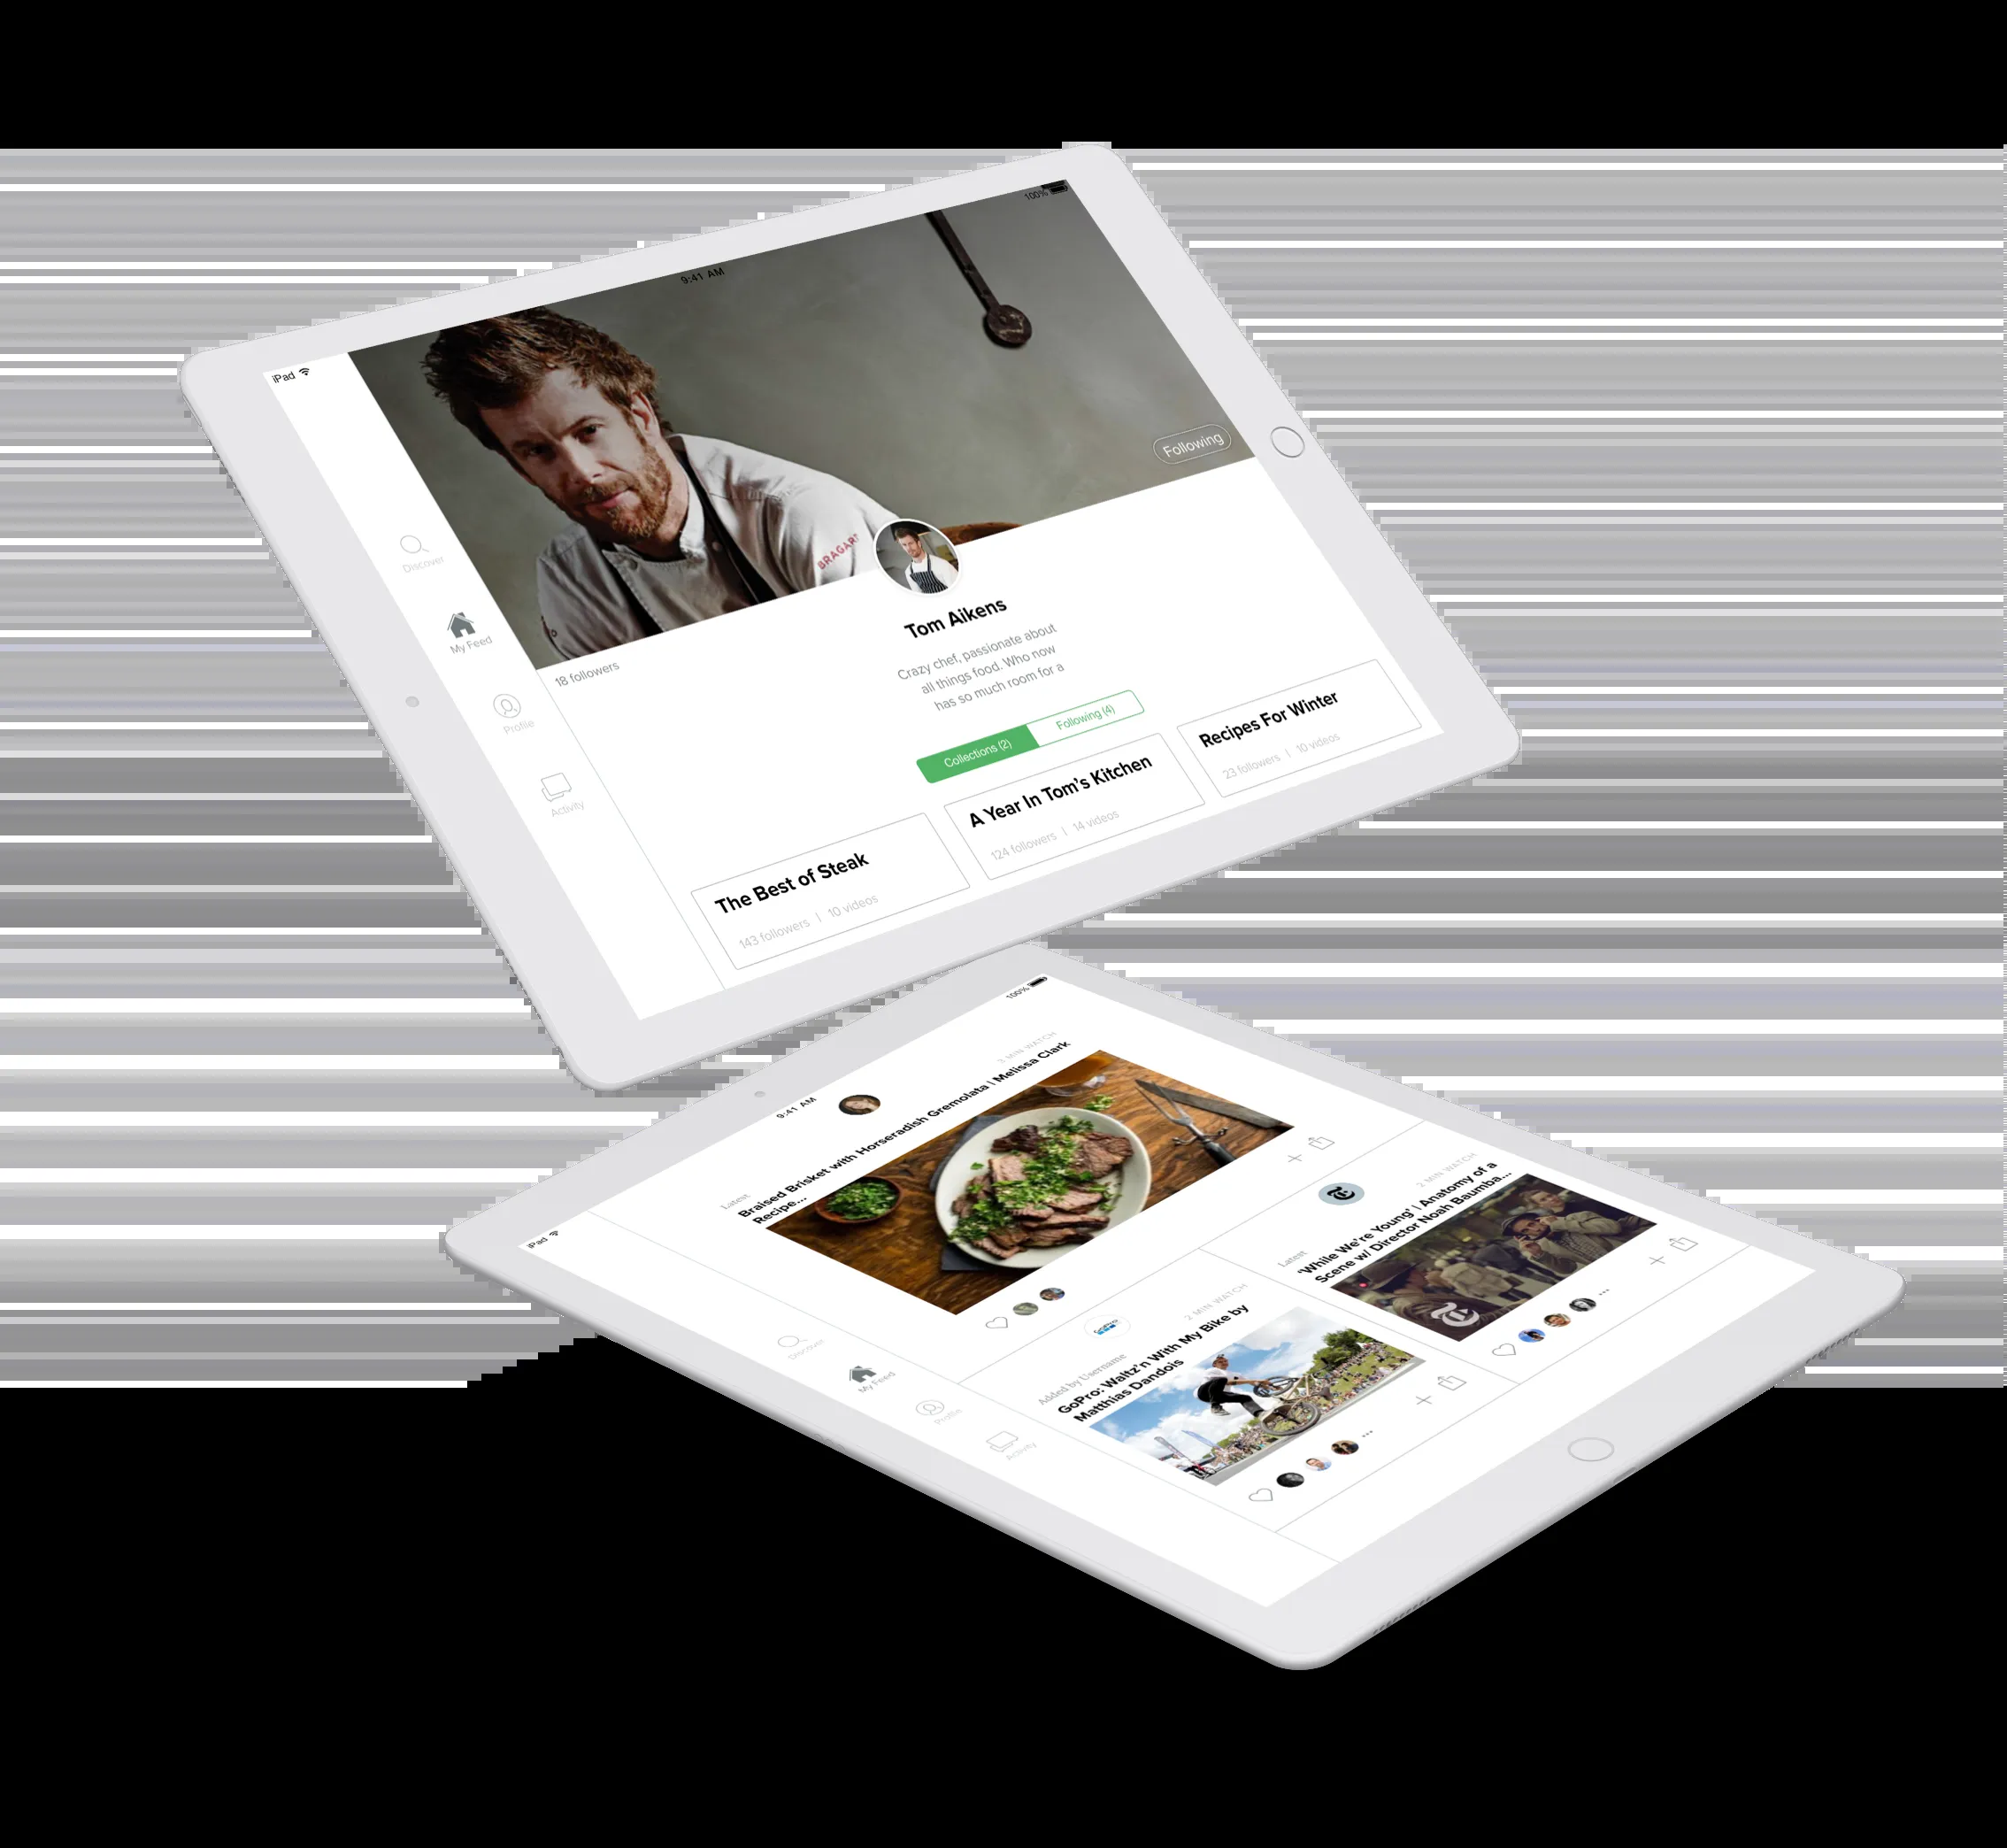 iPad
9:41 AM
100%
BRAGARD
Following
Discover
My Feed
Profile
Activity
18 followers
Tom Aikens
Crazy chef, passionate about
all things food. Who now
has so much room for a
Collections (2)
Following (4)
The Best of Steak
143 followers | 10 videos
A Year In Tom's Kitchen
124 followers | 14 videos
Recipes For Winter
23 followers | 10 videos
iPad
9:41 AM
100%
Discover
My Feed
Profile
Activity
Latest
2 MIN WATCH
Braised Brisket with Horseradish Gremolata | Melissa Clark
Recipe...
Latest
2 MIN WATCH
'While We're Young' | Anatomy of a
Scene w/ Director Noah Baumba...
T
T
Added by Username
2 MIN WATCH
GoPro: Waltz'n With My Bike by
Matthias Dandois